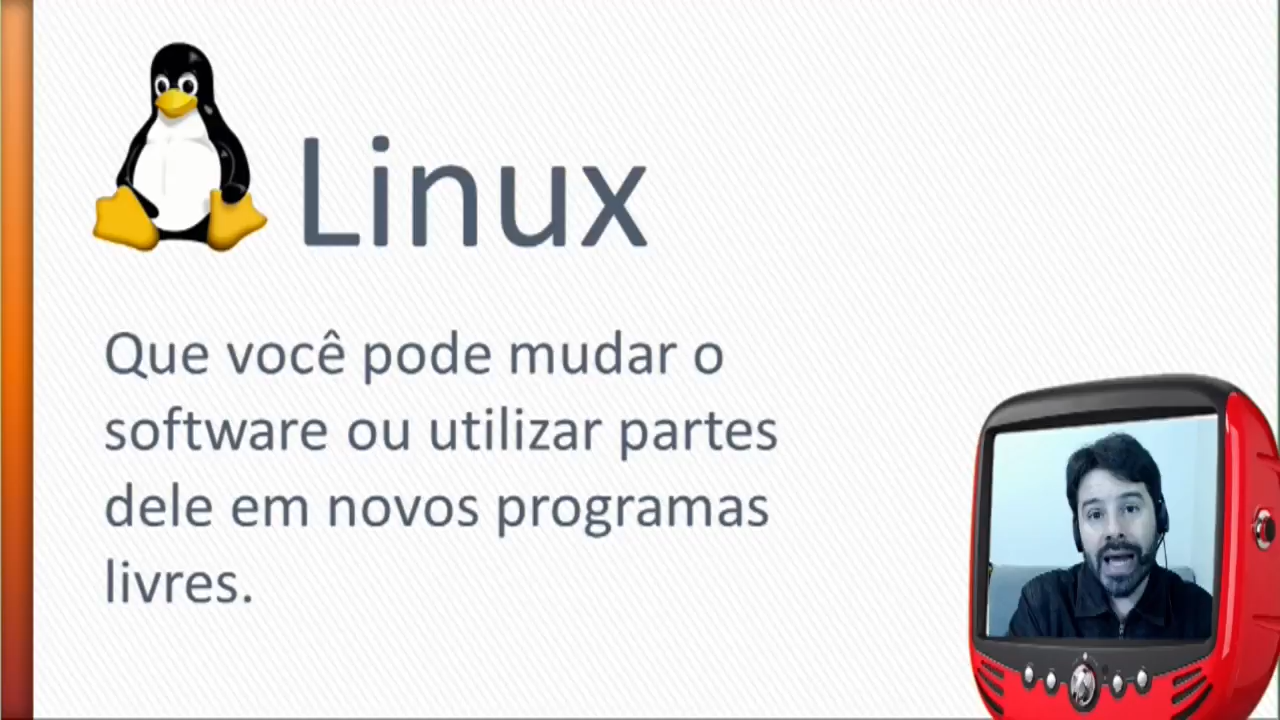 Linux
Que você pode mudar o
software ou utilizar partes
dele em novos programas
livres.